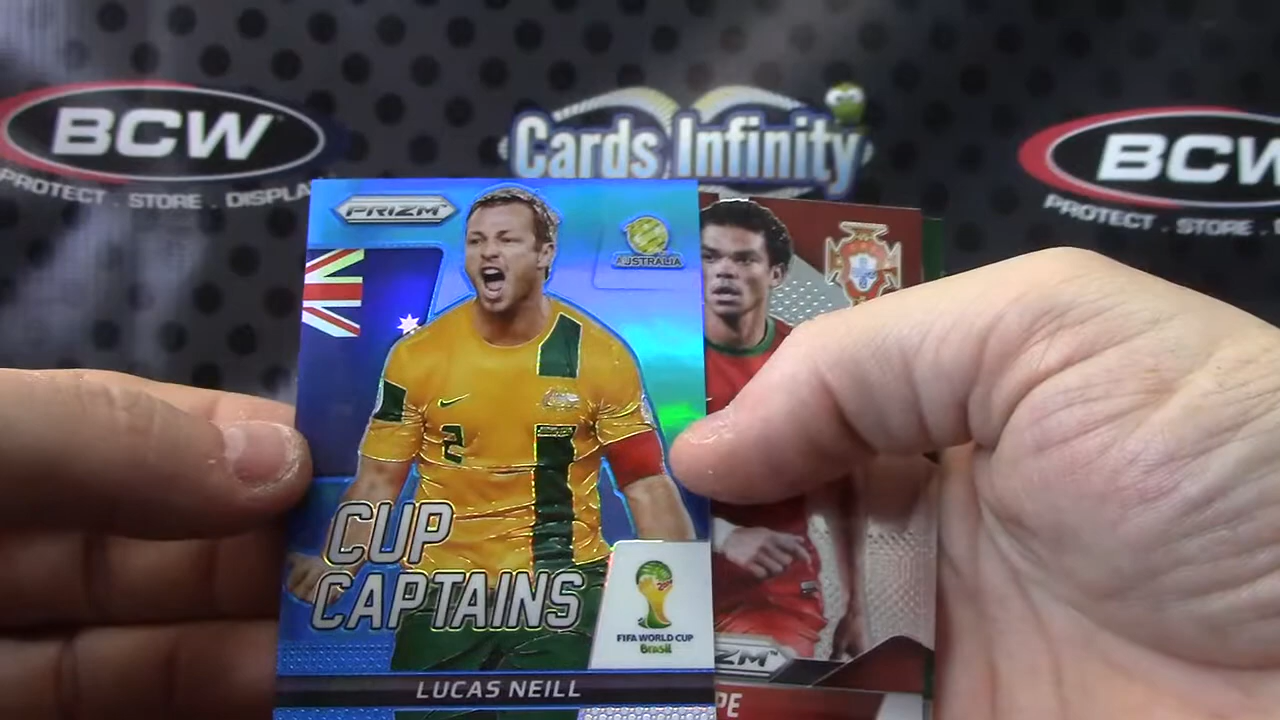 BCW
PROTECT . STORE . DISPLA
Cards Infinity
BCW
PROTECT . STORE .
PRIZM
AUSTRALIA
2
CUP
CAPTAINS
FIFA WORLD CUP
Brasil
LUCAS NEILL
ZM
PE